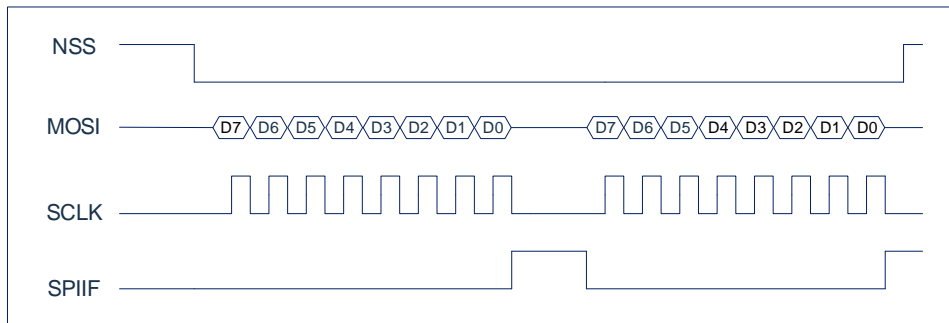 NSS
MOSI D7 D6 D5 D4 D3 D2 D1 D0 D7 D6 D5 D4 D3 D2 D1 D0
SCLK
SPIIF